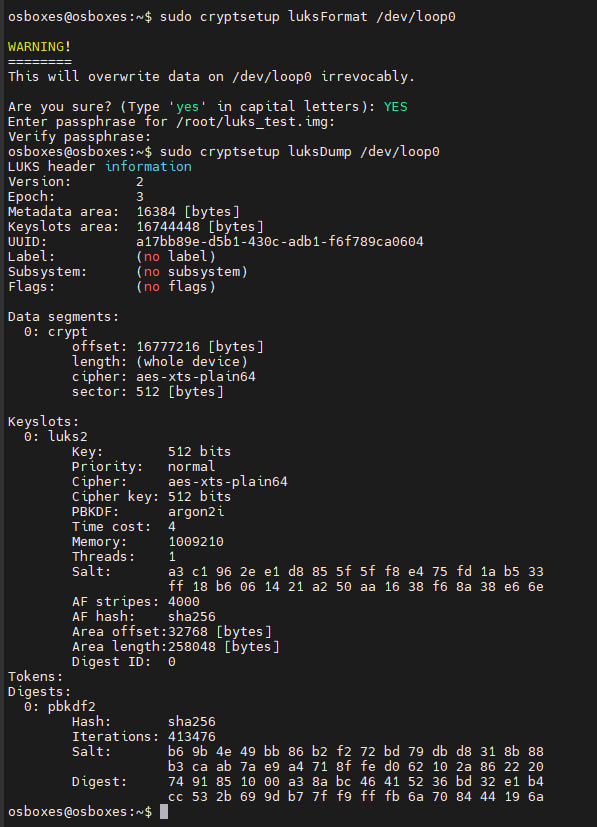 osboxes@osboxes:~$ sudo cryptsetup luksFormat /dev/loop0
WARNING!
========
This will overwrite data on /dev/loop0 irrevocably.
Are you sure? (Type 'yes' in capital letters): YES
Enter passphrase for /root/luks_test.img:
Verify passphrase:
osboxes@osboxes:~$ sudo cryptsetup luksDump /dev/loop0
LUKS header information
Version:        2
Epoch:          3
Metadata area:  16384 [bytes]
Keyslots area:  16744448 [bytes]
UUID:           a17bb89e-d5b1-430c-adb1-f6f789ca0604
Label:          (no label)
Subsystem:      (no subsystem)
Flags:          (no flags)
Data segments:
  0: crypt
        offset: 16777216 [bytes]
        length: (whole device)
        cipher: aes-xts-plain64
        sector: 512 [bytes]
Keyslots:
  0: luks2
        Key:        512 bits
        Priority:   normal
        Cipher:     aes-xts-plain64
        Cipher key: 512 bits
        PBKDF:      argon2i
        Time cost:  4
        Memory:     1009210
        Threads:    1
        Salt:       a3 c1 96 2e e1 d8 85 5f 5f f8 e4 75 fd 1a b5 33
                    ff 18 b6 06 14 21 a2 50 aa 16 38 f6 8a 38 e6 6e
        AF stripes: 4000
        AF hash:    sha256
        Area offset:32768 [bytes]
        Area length:258048 [bytes]
        Digest ID:  0
Tokens:
Digests:
  0: pbkdf2
        Hash:       sha256
        Iterations: 413476
        Salt:       b6 9b 4e 49 bb 86 b2 f2 72 bd 79 db d8 31 8b 88
                    b3 ca ab 7a e9 a4 71 8f fe d0 62 10 2a 86 22 20
        Digest:     74 91 85 10 00 a3 8a bc 46 41 52 36 bd 32 e1 b4
                    cc 53 2b 69 9d b7 7f f9 ff fb 6a 70 84 44 19 6a
osboxes@osboxes:~$